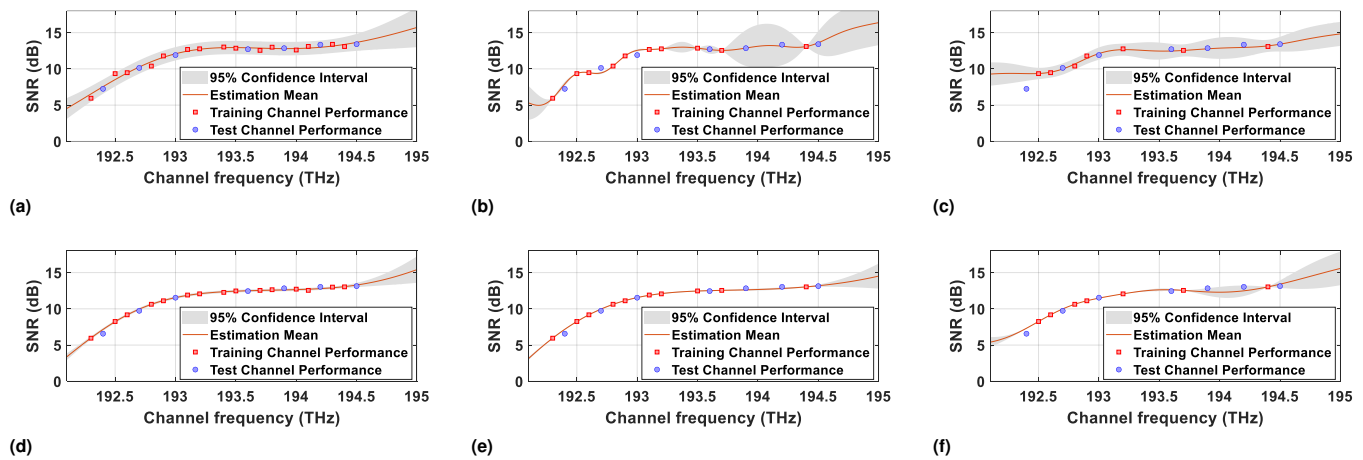 15
10
5
0
SNR (dB)
95% Confidence Interval
Estimation Mean
Training Channel Performance
Test Channel Performance
192.5 193 193.5 194 194.5 195
Channel frequency (THz)
(a)
15
10
5
0
SNR (dB)
95% Confidence Interval
Estimation Mean
Training Channel Performance
Test Channel Performance
192.5 193 193.5 194 194.5 195
Channel frequency (THz)
(b)
15
10
5
0
SNR (dB)
95% Confidence Interval
Estimation Mean
Training Channel Performance
Test Channel Performance
192.5 193 193.5 194 194.5 195
Channel frequency (THz)
(c)
15
10
5
0
SNR (dB)
95% Confidence Interval
Estimation Mean
Training Channel Performance
Test Channel Performance
192.5 193 193.5 194 194.5 195
Channel frequency (THz)
(d)
15
10
5
0
SNR (dB)
95% Confidence Interval
Estimation Mean
Training Channel Performance
Test Channel Performance
192.5 193 193.5 194 194.5 195
Channel frequency (THz)
(e)
15
10
5
0
SNR (dB)
95% Confidence Interval
Estimation Mean
Training Channel Performance
Test Channel Performance
192.5 193 193.5 194 194.5 195
Channel frequency (THz)
(f)